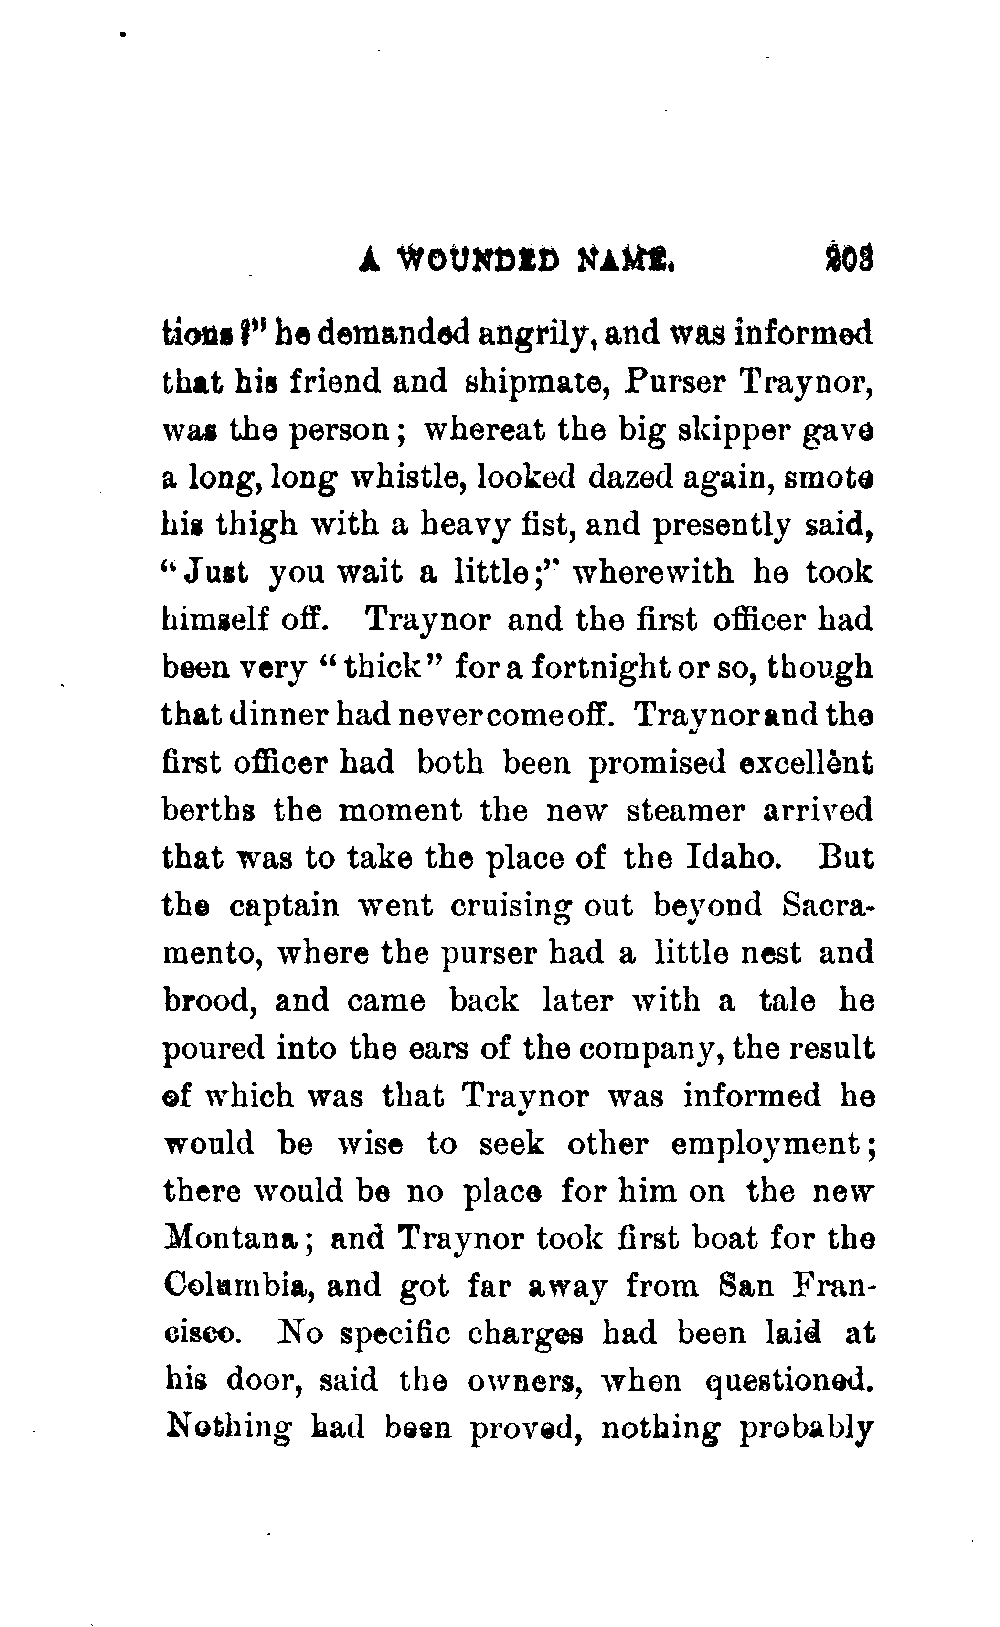 A WOUNDED NAME. 203
tions?" he demanded angrily, and was informed
that his friend and shipmate, Purser Traynor,
was the person; whereat the big skipper gave
a long, long whistle, looked dazed again, smote
his thigh with a heavy fist, and presently said,
"Just you wait a little;" wherewith he took
himself off. Traynor and the first officer had
been very "thick" for a fortnight or so, though
that dinner had never come off. Traynor and the
first officer had both been promised excellent
berths the moment the new steamer arrived
that was to take the place of the Idaho. But
the captain went cruising out beyond Sacra-
mento, where the purser had a little nest and
brood, and came back later with a tale he
poured into the ears of the company, the result
of which was that Traynor was informed he
would be wise to seek other employment;
there would be no place for him on the new
Montana; and Traynor took first boat for the
Columbia, and got far away from San Fran-
cisco. No specific charges had been laid at
his door, said the owners, when questioned.
Nothing had been proved, nothing probably